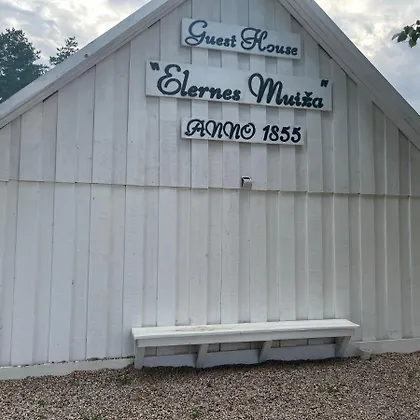 Guest House
"Elernes Muiža"
ANNO 1855